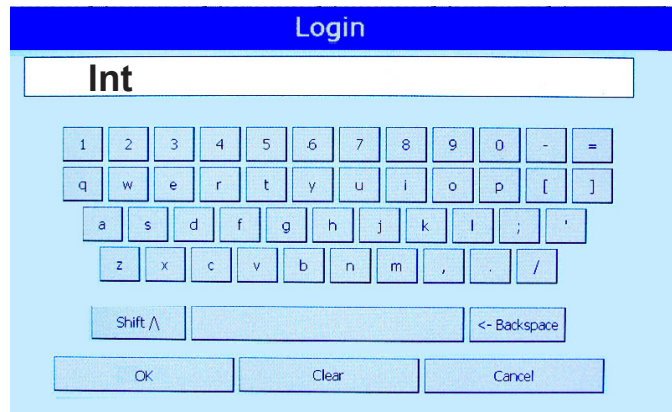 Login
Int
1 2 3 4 5 6 7 8 9 0 - =
q w e r t y u i o p [ ]
a s d f g h j k l ; '
z x c v b n m , . /
Shift /\ <- Backspace
OK Clear Cancel